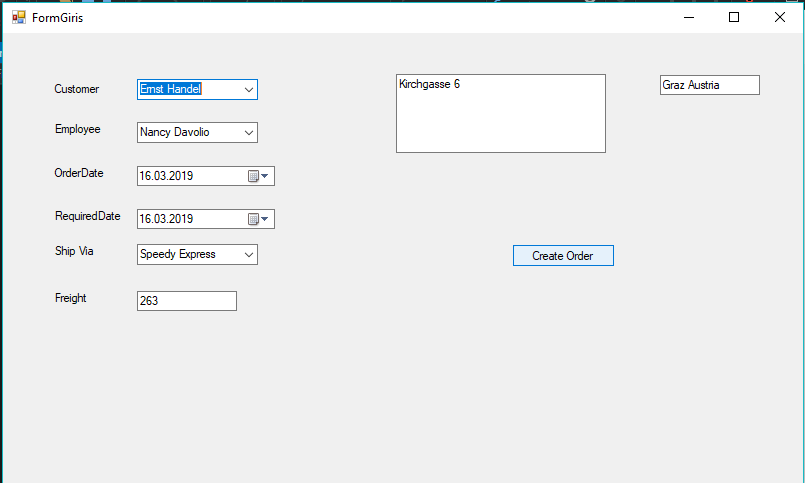 FormGiris
Customer
Ernst Handel
Kirchgasse 6
Graz Austria
Employee
Nancy Davolio
OrderDate
16.03.2019
RequiredDate
16.03.2019
Ship Via
Speedy Express
Create Order
Freight
263